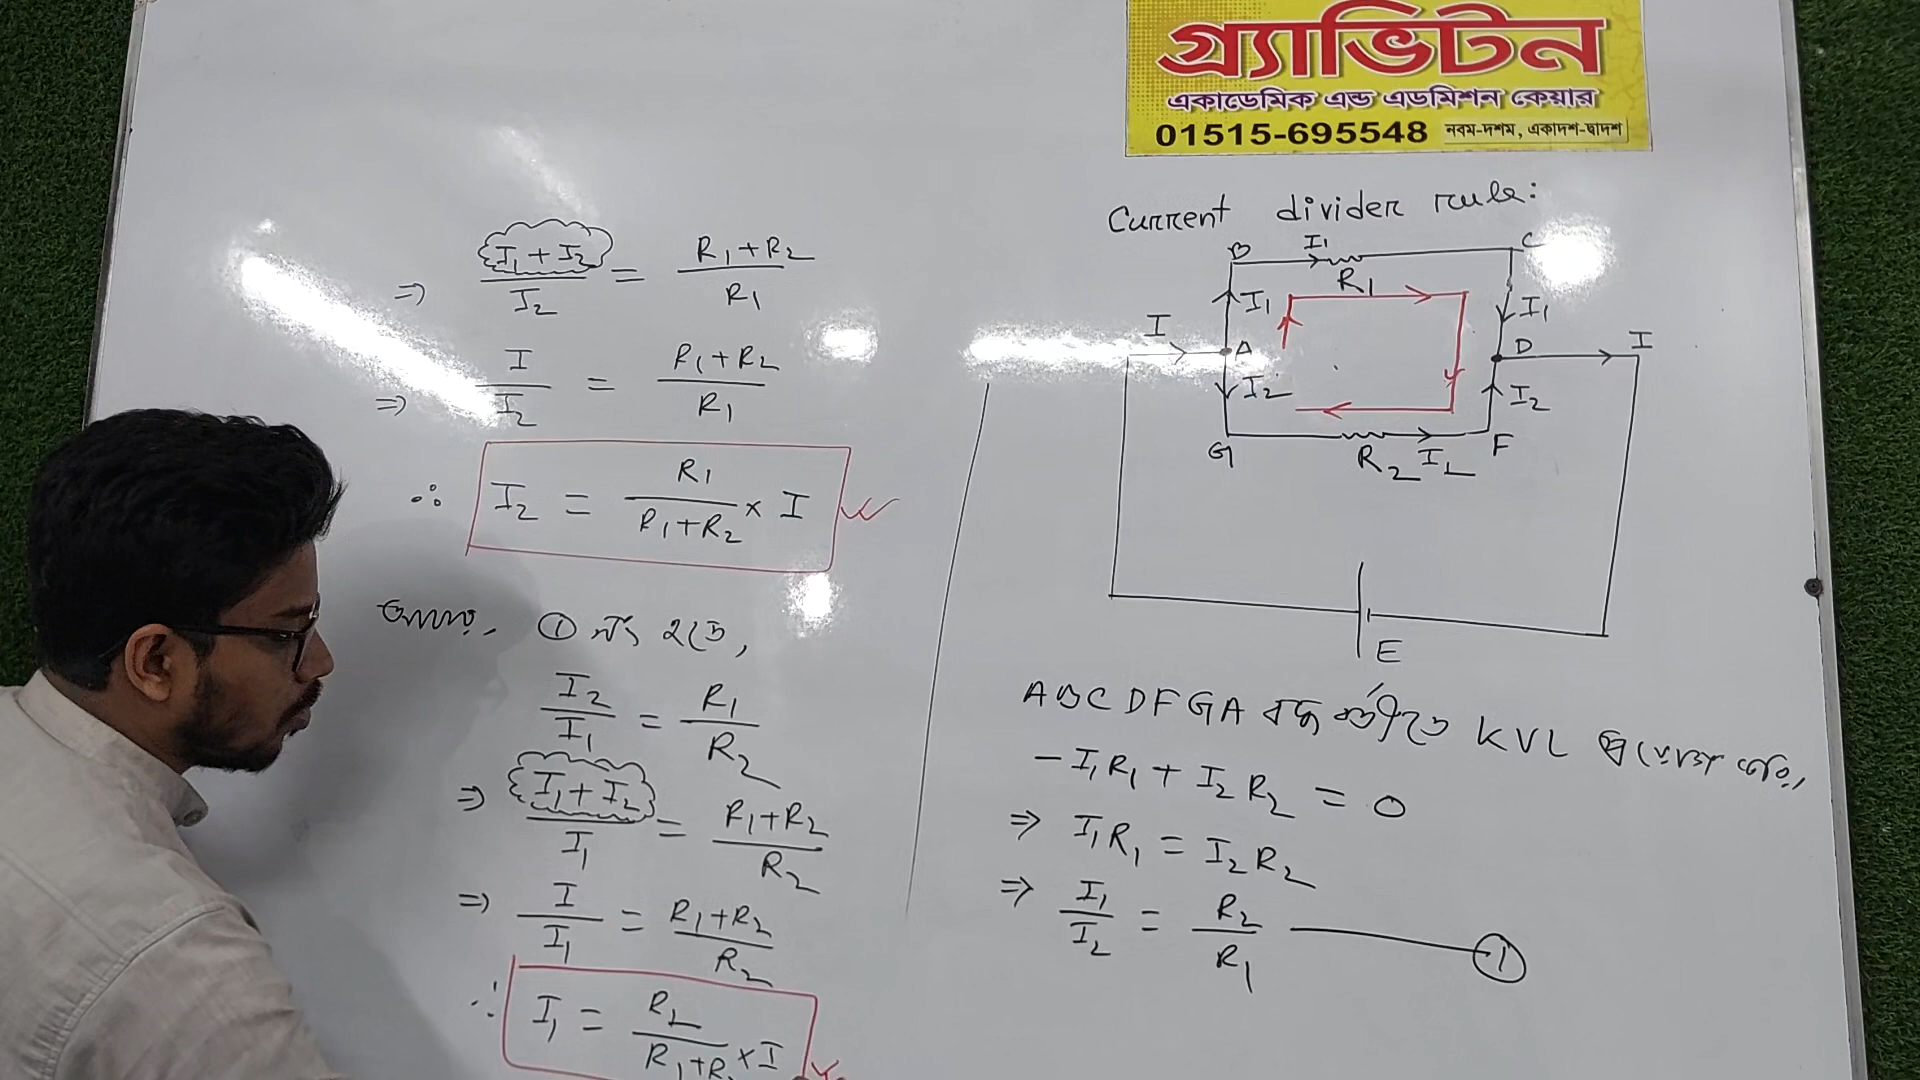 গ্র্যাভিটন
একাডেমিক এন্ড এডমিশন কেয়ার
01515-695548 নবম-দশম, একাদশ-দ্বাদশ
Current divider rule:
B I₁ C
R₁
I₁ I₁
I A D I
I₂ I₂
G R₂ I₂ F
E
ABCDFGA বদ্ধ বর্তনীতে KVL প্রয়োগ করি,
-I₁R₁ + I₂R₂ = 0
⇒ I₁R₁ = I₂R₂
⇒ I₁/I₂ = R₂/R₁ ——— ①
⇒ (I₁+I₂)/I₂ = (R₁+R₂)/R₁
⇒ I/I₂ = (R₁+R₂)/R₁
∴ I₂ = R₁/(R₁+R₂) × I
আবার, ① নং হতে,
I₂/I₁ = R₁/R₂
⇒ (I₁+I₂)/I₁ = (R₁+R₂)/R₂
⇒ I/I₁ = (R₁+R₂)/R₂
∴ I₁ = R₂/(R₁+R₂) × I